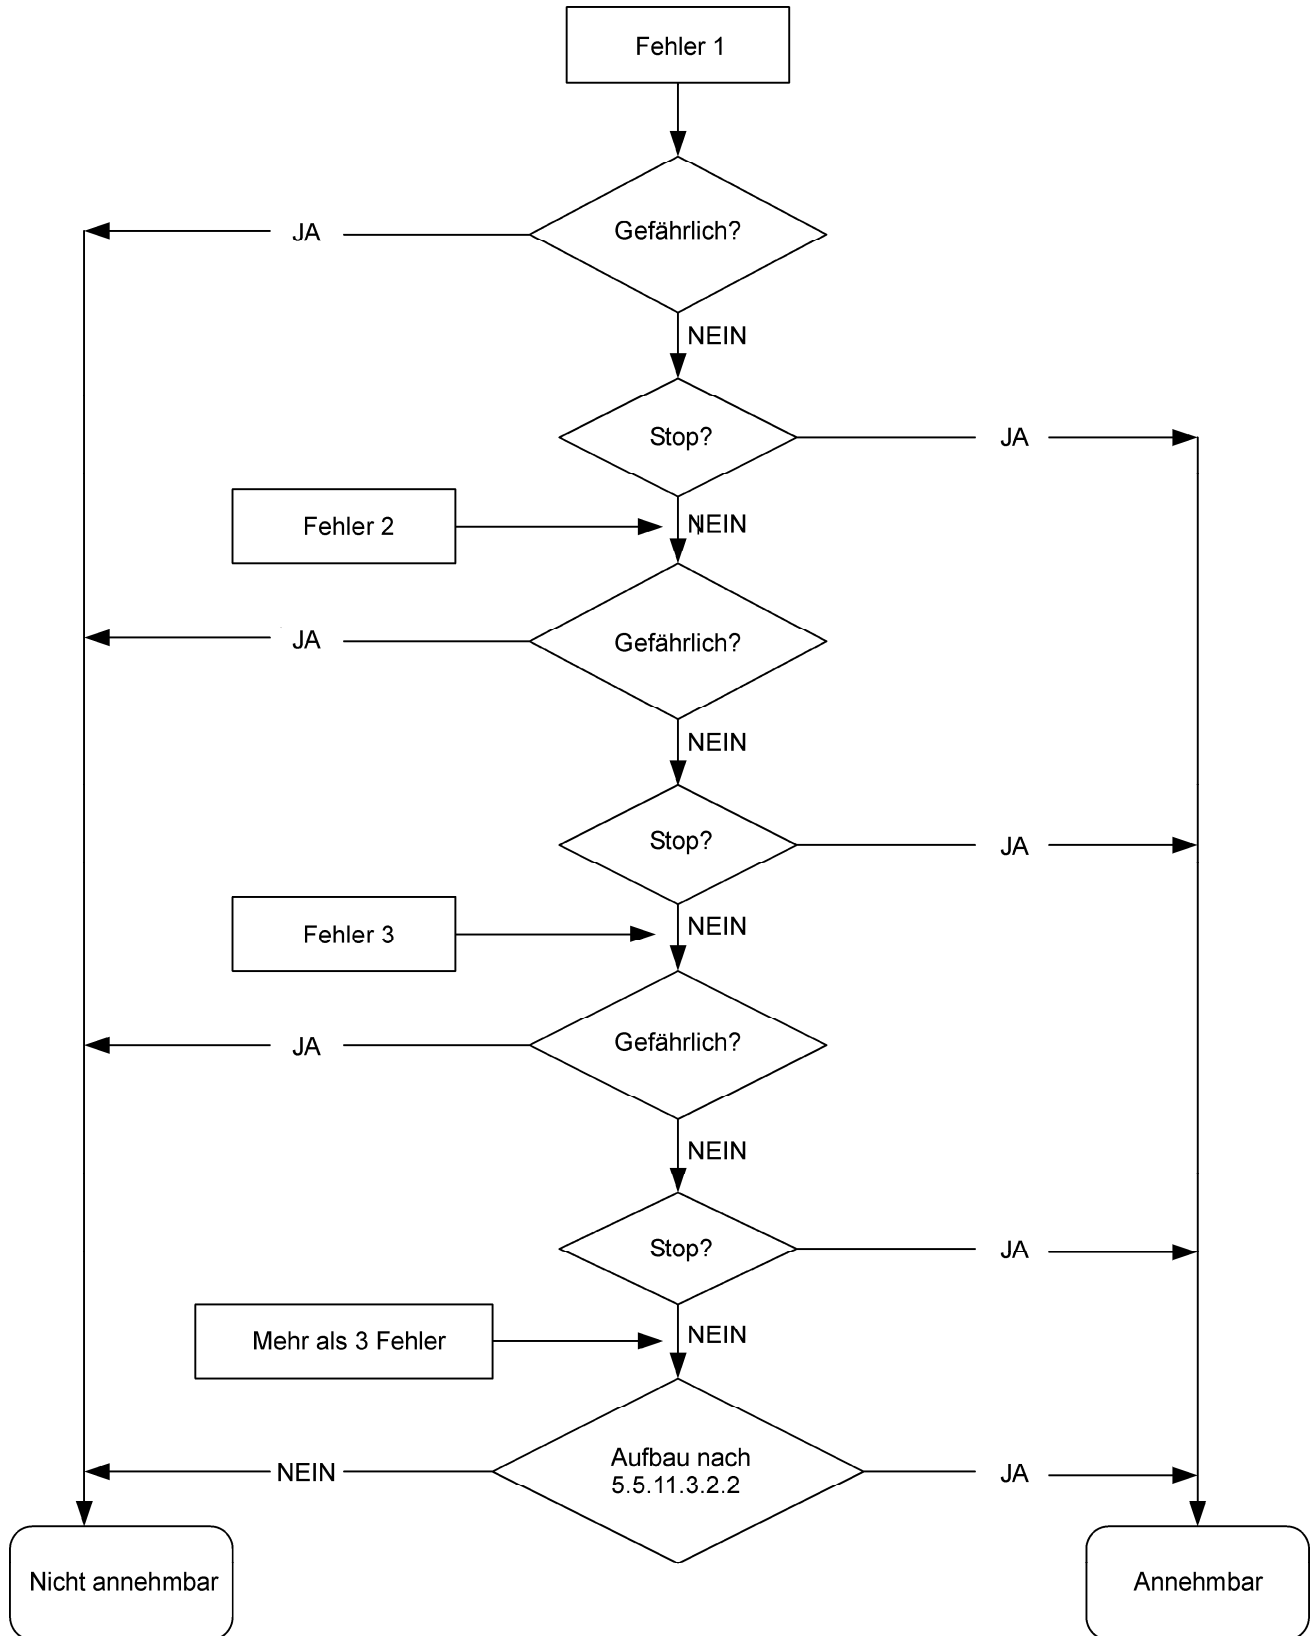 Fehler 1
Gefährlich?
JA
NEIN
Stop?
JA
Fehler 2
NEIN
Gefährlich?
JA
NEIN
Stop?
JA
Fehler 3
NEIN
Gefährlich?
JA
NEIN
Stop?
JA
Mehr als 3 Fehler
NEIN
Aufbau nach
5.5.11.3.2.2
NEIN
JA
Nicht annehmbar
Annehmbar